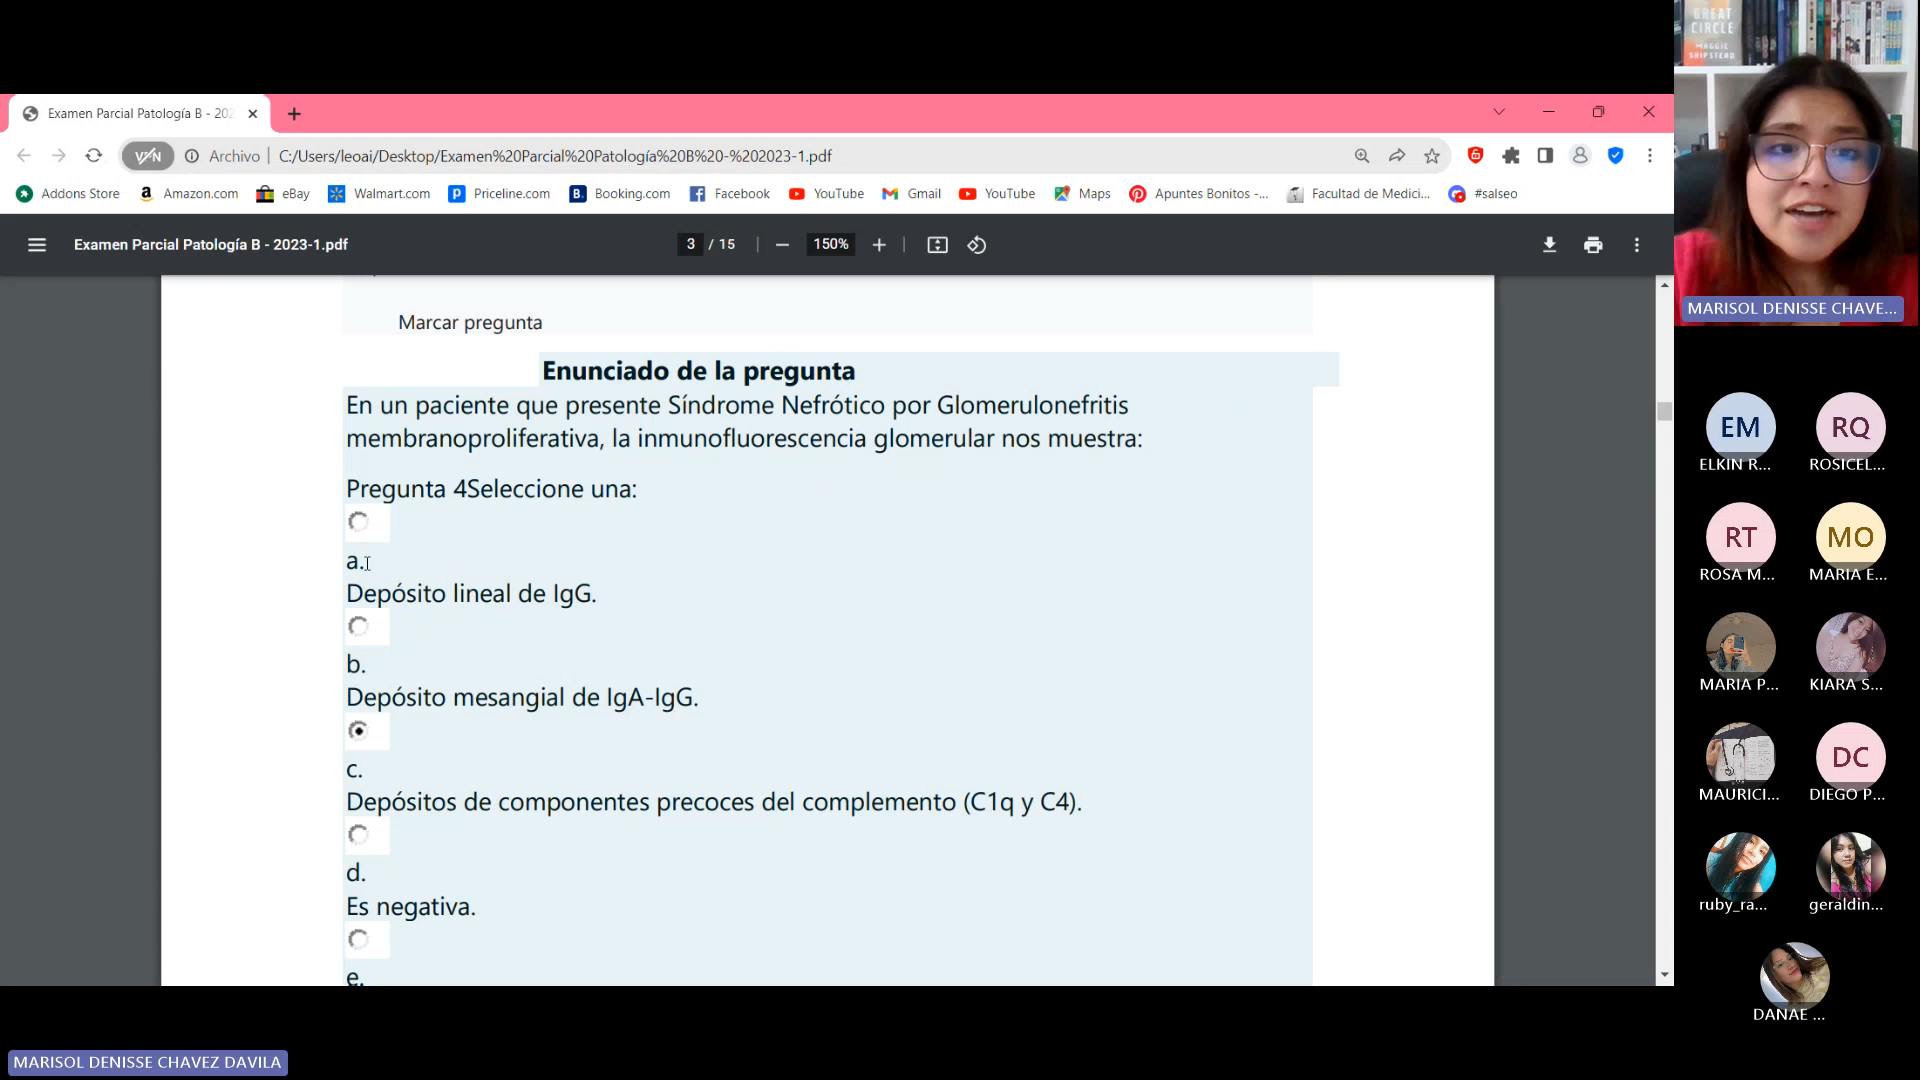 GREAT
CIRCLE
MAGGIE
SHIPSTEAD
Examen Parcial Patología B - 202
VPN
Archivo
C:/Users/leoai/Desktop/Examen%20Parcial%20Patología%20B%20-%202023-1.pdf
Addons Store
Amazon.com
eBay
Walmart.com
Priceline.com
Booking.com
Facebook
YouTube
Gmail
YouTube
Maps
Apuntes Bonitos -...
Facultad de Medici...
#salseo
Examen Parcial Patología B - 2023-1.pdf
3 / 15
150%
Marcar pregunta
Enunciado de la pregunta
En un paciente que presente Síndrome Nefrótico por Glomerulonefritis
membranoproliferativa, la inmunofluorescencia glomerular nos muestra:
Pregunta 4Seleccione una:
a.
Depósito lineal de IgG.
b.
Depósito mesangial de IgA-IgG.
c.
Depósitos de componentes precoces del complemento (C1q y C4).
d.
Es negativa.
e.
MARISOL DENISSE CHAVE...
EM
ELKIN R...
RQ
ROSICEL...
RT
ROSA M...
MO
MARIA E...
MARIA P...
KIARA S...
MAURICI...
DC
DIEGO P...
ruby_ra...
geraldin...
DANAE ...
MARISOL DENISSE CHAVEZ DAVILA